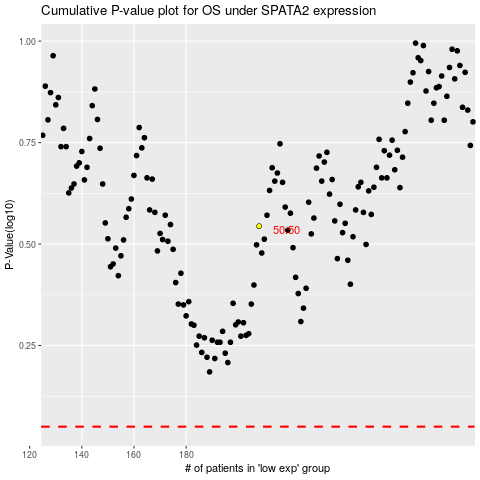 Cumulative P-value plot for OS under SPATA2 expression
P-Value(log10)
1.00
0.75
0.50
0.25
50:50
120 140 160 180
# of patients in 'low exp' group